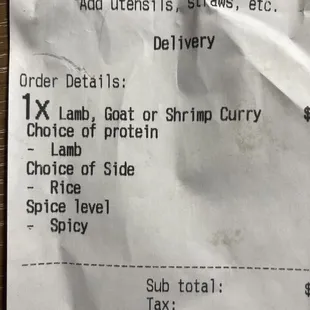 Add utensils, straws, etc.
Delivery
Order Details:
1x Lamb, Goat or Shrimp Curry $
Choice of protein
- Lamb
Choice of Side
- Rice
Spice level
- Spicy
Sub total: $
Tax: